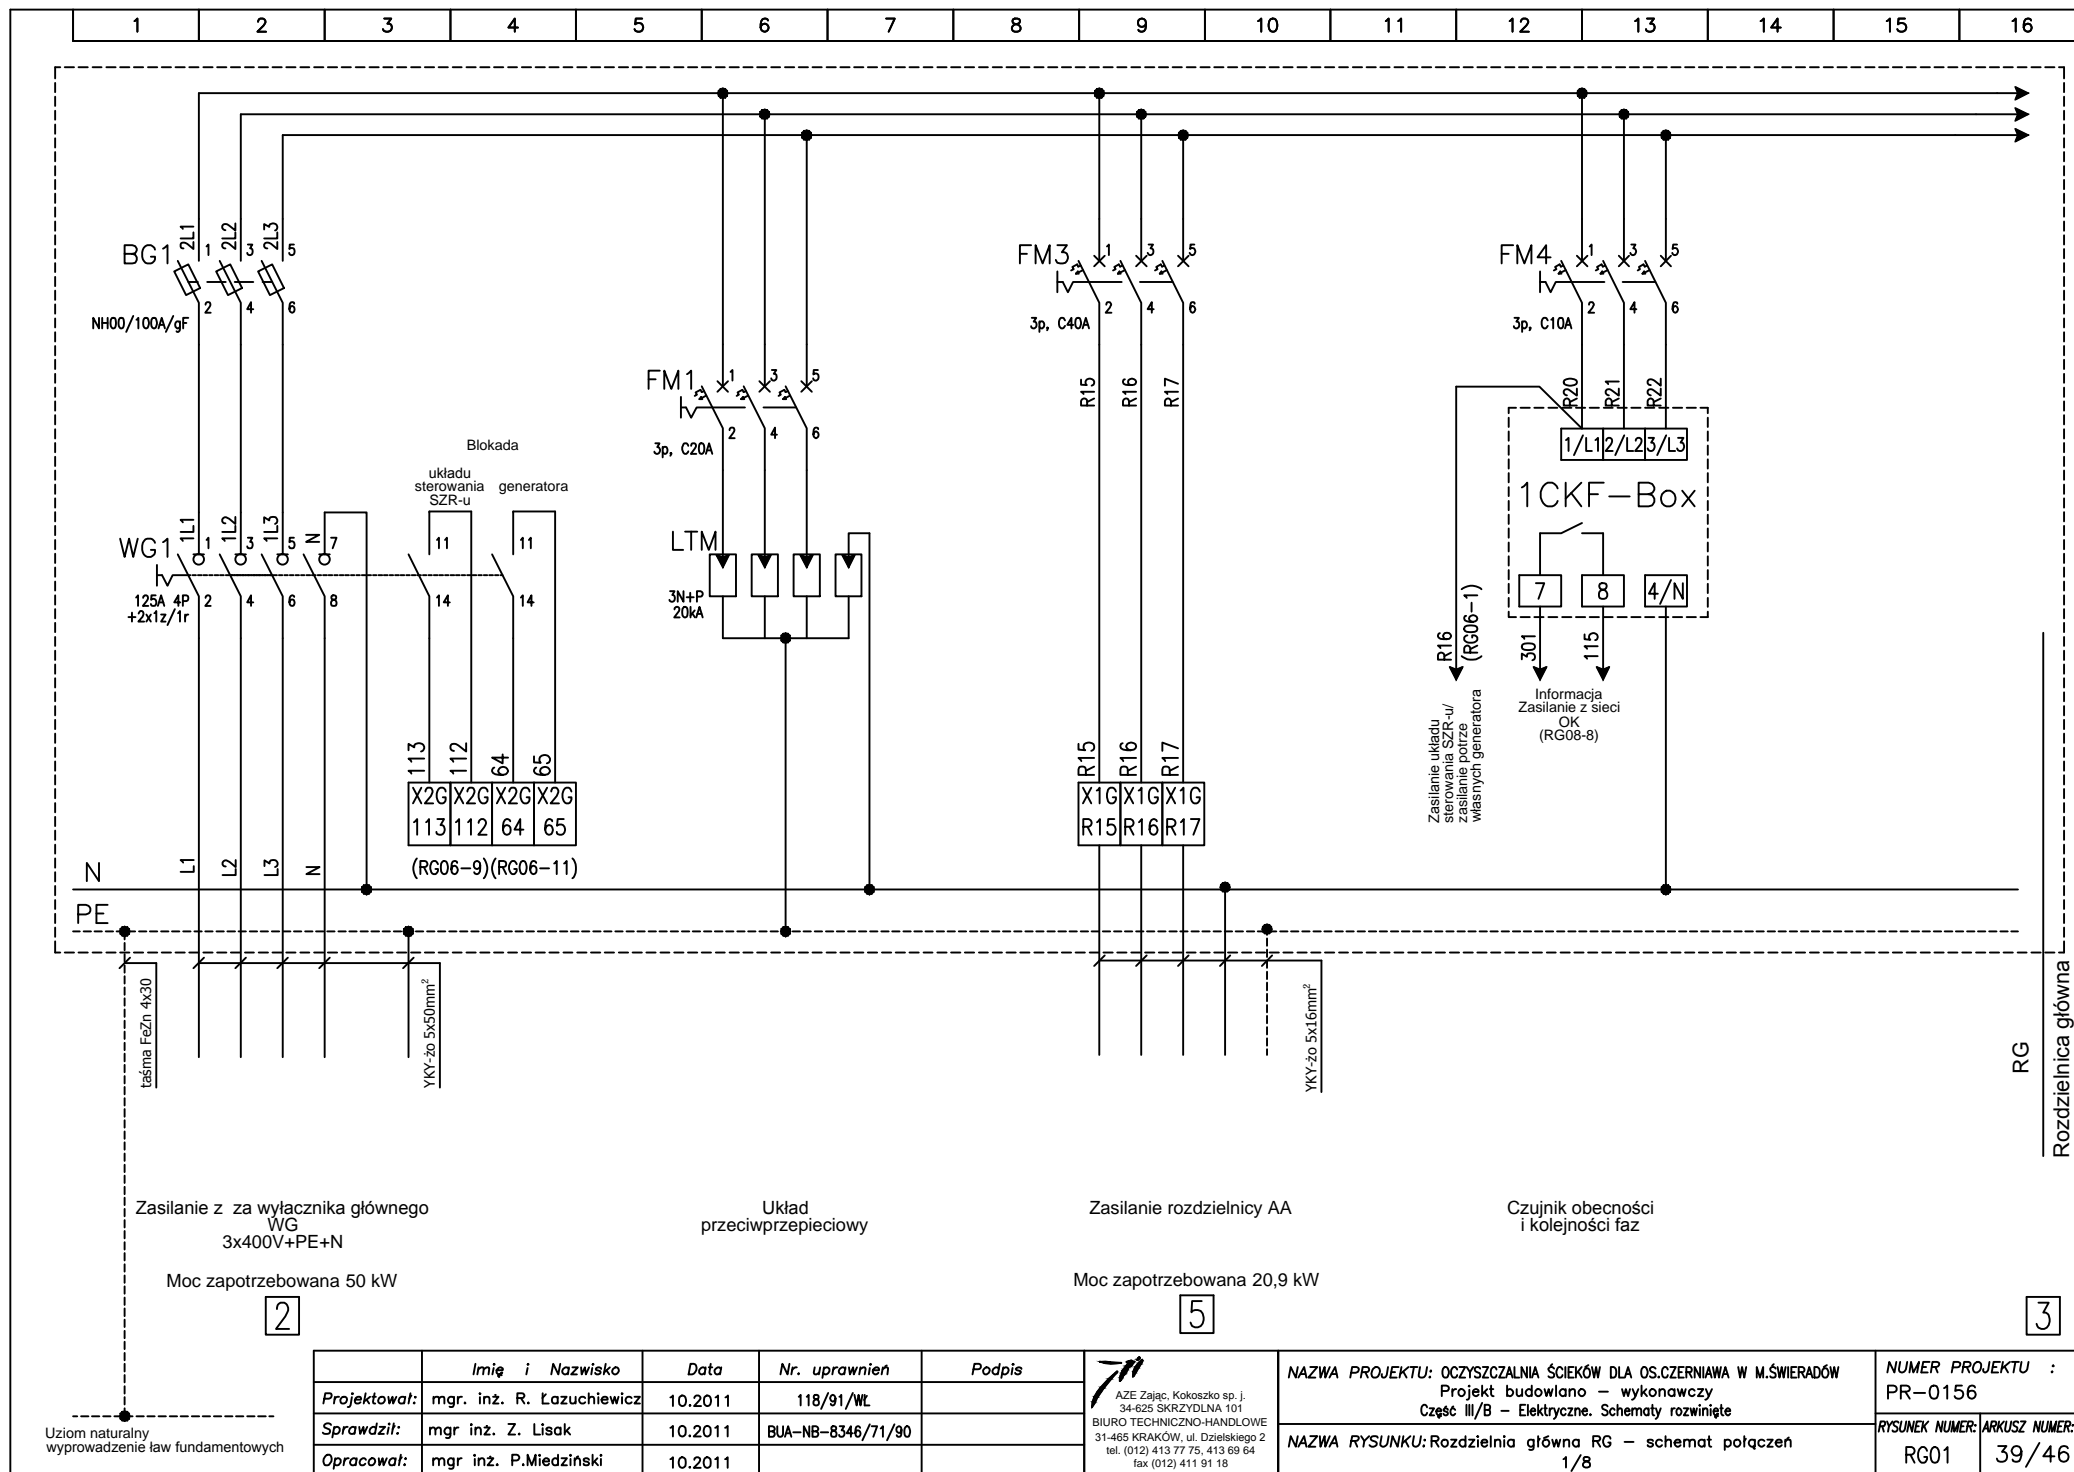 1 2 3 4 5 6 7 8 9 10 11 12 13 14 15 16
2L1 2L2 2L3
BG1
1 3 5
2 4 6
NH00/100A/gF
FM3
1 3 5
2 4 6
3p, C40A
FM4
1 3 5
2 4 6
3p, C10A
FM1
1 3 5
2 4 6
3p, C20A
R15 R16 R17
R20 R21 R22
Blokada
układu
sterowania
SZR-u
generatora
1L1 1L2 1L3 N
WG1
1 3 5 7
2 4 6 8
125A 4P
+2x1z/1r
11 11
14 14
LTM
3N+P
20kA
1/L1 2/L2 3/L3
1CKF-Box
7 8 4/N
R16
(RG06-1)
301 115
Zasilanie układu
sterowania SZR-u/
zasilanie potrze
własnych generatora
Informacja
Zasilanie z sieci
OK
(RG08-8)
113 112 64 65
X2G X2G X2G X2G
113 112 64 65
(RG06-9)(RG06-11)
R15 R16 R17
X1G X1G X1G
R15 R16 R17
L1 L2 L3 N
N
PE
taśma FeZn 4x30
YKY-żo 5x50mm²
YKY-żo 5x16mm²
RG
Rozdzielnica główna
Zasilanie z za wyłacznika głównego
WG
3x400V+PE+N
Układ
przeciwprzepieciowy
Zasilanie rozdzielnicy AA
Czujnik obecności
i kolejności faz
Moc zapotrzebowana 50 kW
Moc zapotrzebowana 20,9 kW
2
5
3
Uziom naturalny
wyprowadzenie ław fundamentowych
Imię i Nazwisko Data Nr. uprawnień Podpis
Projektował: mgr. inż. R. Łazuchiewicz 10.2011 118/91/WŁ
Sprawdził: mgr inż. Z. Lisak 10.2011 BUA-NB-8346/71/90
Opracował: mgr inż. P.Miedziński 10.2011
AZE Zając, Kokoszko sp. j.
34-625 SKRZYDLNA 101
BIURO TECHNICZNO-HANDLOWE
31-465 KRAKÓW, ul. Dzielskiego 2
tel. (012) 413 77 75, 413 69 64
fax (012) 411 91 18
NAZWA PROJEKTU: OCZYSZCZALNIA ŚCIEKÓW DLA OS.CZERNIAWA W M.ŚWIERADÓW
Projekt budowlano - wykonawczy
Część III/B - Elektryczne. Schematy rozwinięte
NAZWA RYSUNKU: Rozdzielnia główna RG - schemat połączeń
1/8
NUMER PROJEKTU :
PR-0156
RYSUNEK NUMER: ARKUSZ NUMER:
RG01 39/46